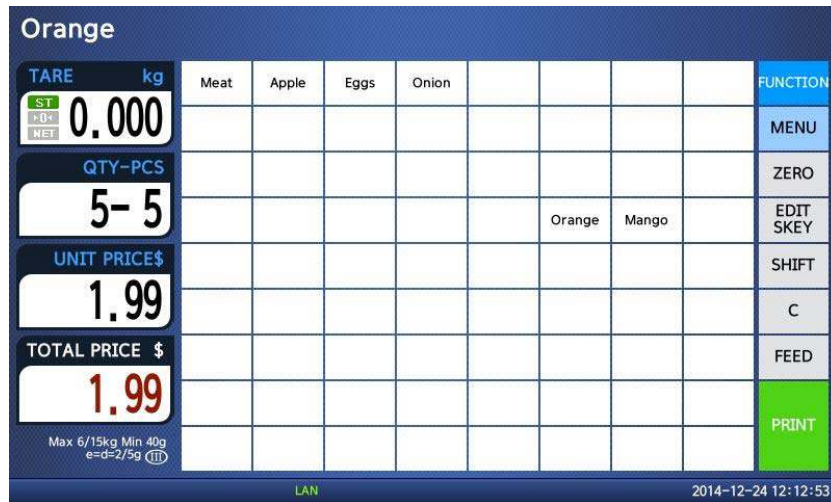 Orange
TARE kg
ST
▸0◂
NET
0.000
QTY-PCS
5- 5
UNIT PRICE$
1.99
TOTAL PRICE $
1.99
Max 6/15kg Min 40g
e=d=2/5g III
Meat Apple Eggs Onion
Orange Mango
FUNCTION
MENU
ZERO
EDIT
SKEY
SHIFT
C
FEED
PRINT
LAN
2014-12-24 12:12:53